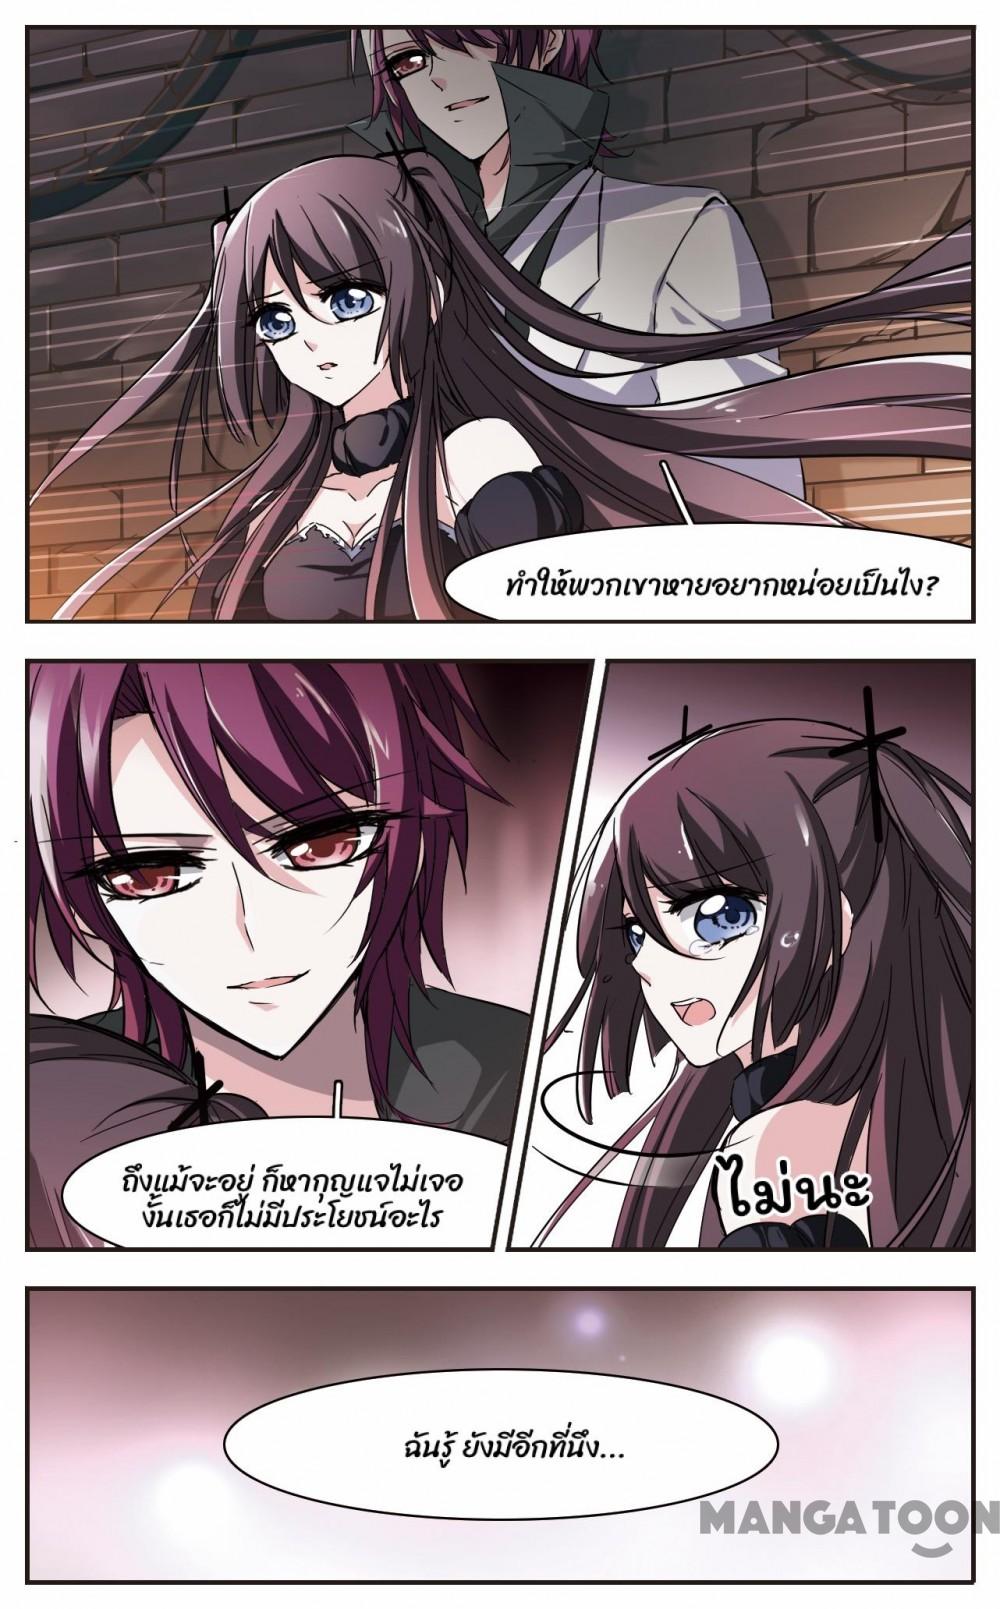 ทำให้พวกเขาหายอยากหน่อยเป็นไง?
ถึงแม้จะอยู่ ก็หากุญแจไม่เจอ
งั้นเธอก็ไม่มีประโยชน์อะไร
ไม่นะ
ฉันรู้ ยังมีอีกที่นึง...
MANGATOON